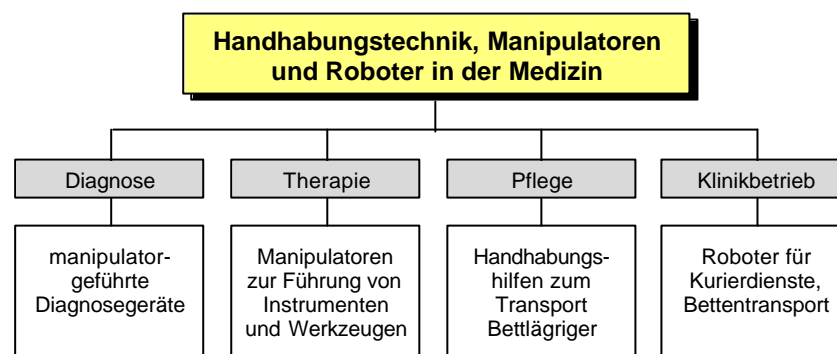 Handhabungstechnik, Manipulatoren
und Roboter in der Medizin
Diagnose
Therapie
Pflege
Klinikbetrieb
manipulator-
geführte
Diagnosegeräte
Manipulatoren
zur Führung von
Instrumenten
und Werkzeugen
Handhabungs-
hilfen zum
Transport
Bettlägriger
Roboter für
Kurierdienste,
Bettentransport